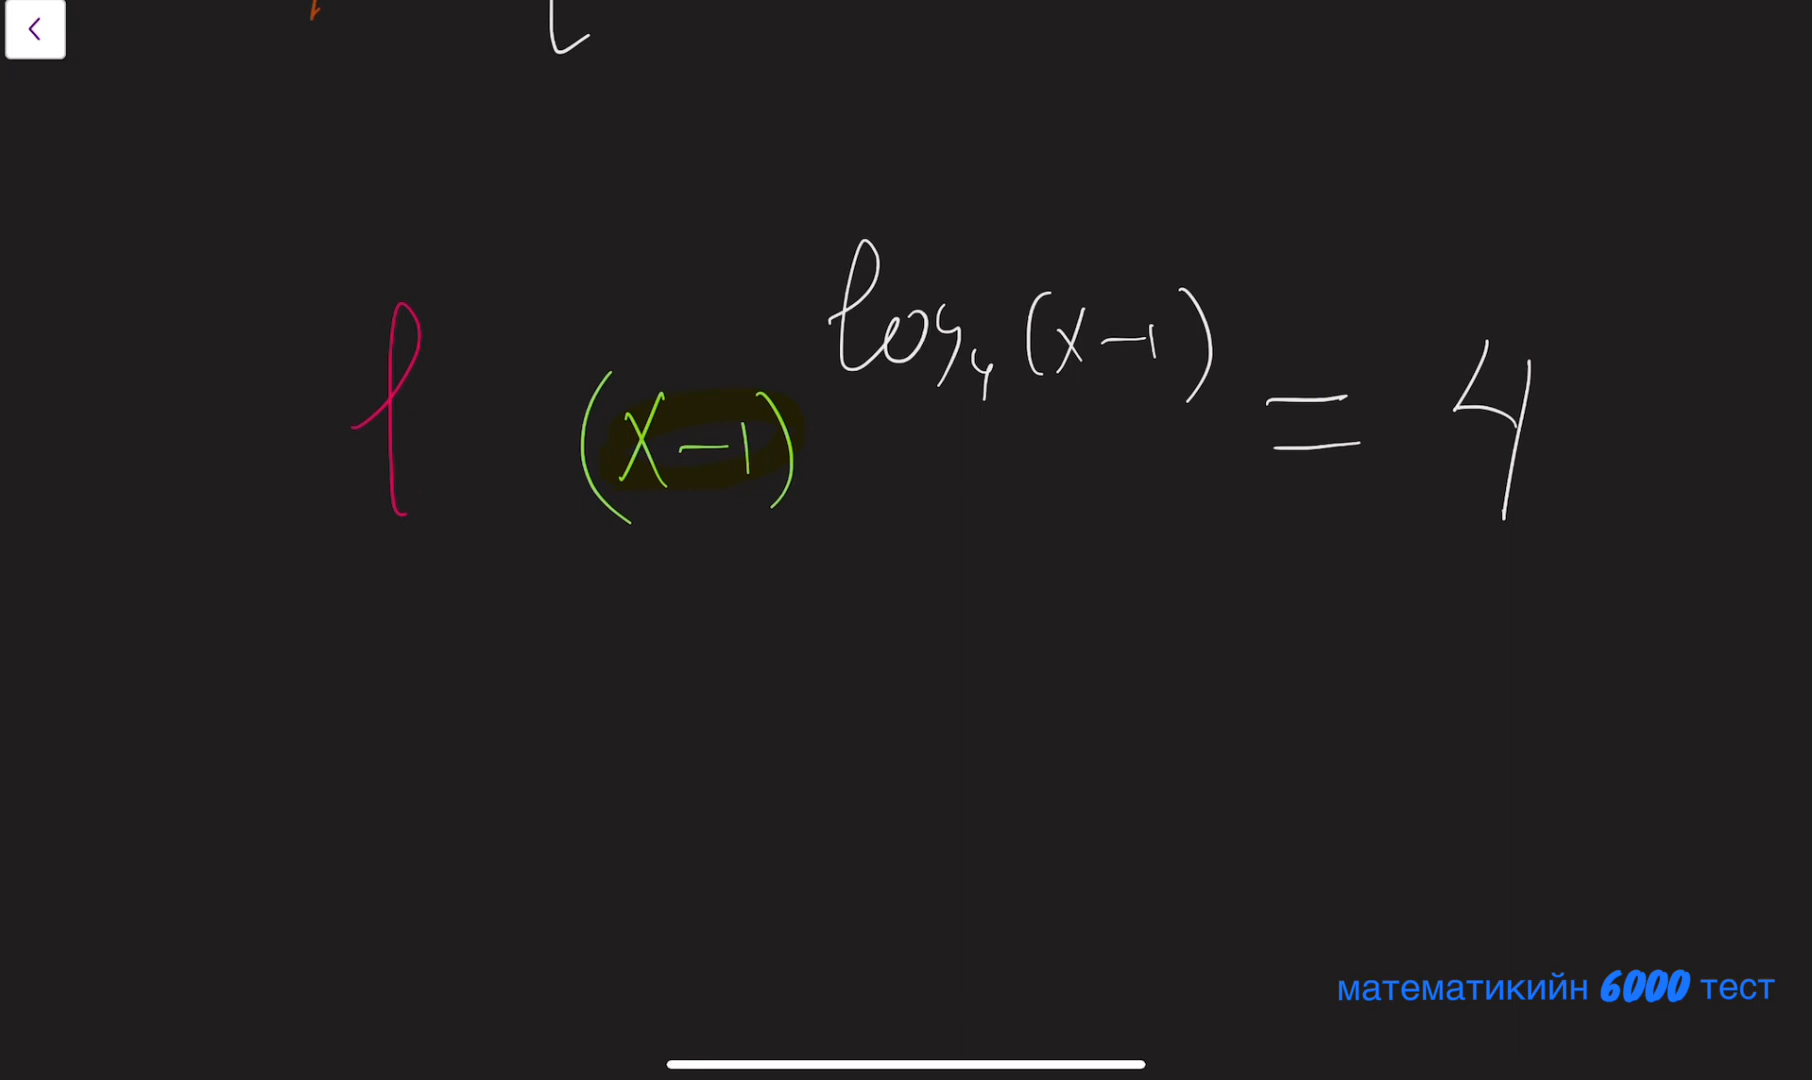 l (x-1)^log₄(x-1) = 4
математикийн 6000 тест